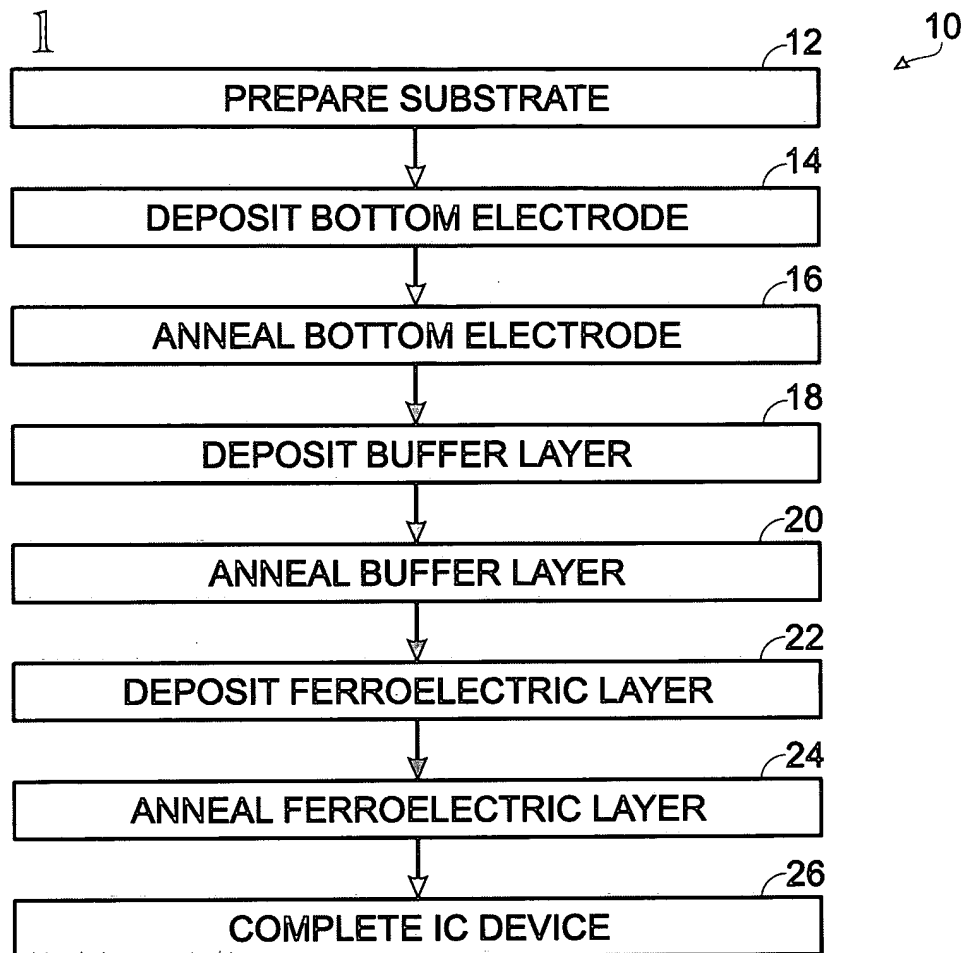 1
10
12
PREPARE SUBSTRATE
14
DEPOSIT BOTTOM ELECTRODE
16
ANNEAL BOTTOM ELECTRODE
18
DEPOSIT BUFFER LAYER
20
ANNEAL BUFFER LAYER
22
DEPOSIT FERROELECTRIC LAYER
24
ANNEAL FERROELECTRIC LAYER
26
COMPLETE IC DEVICE